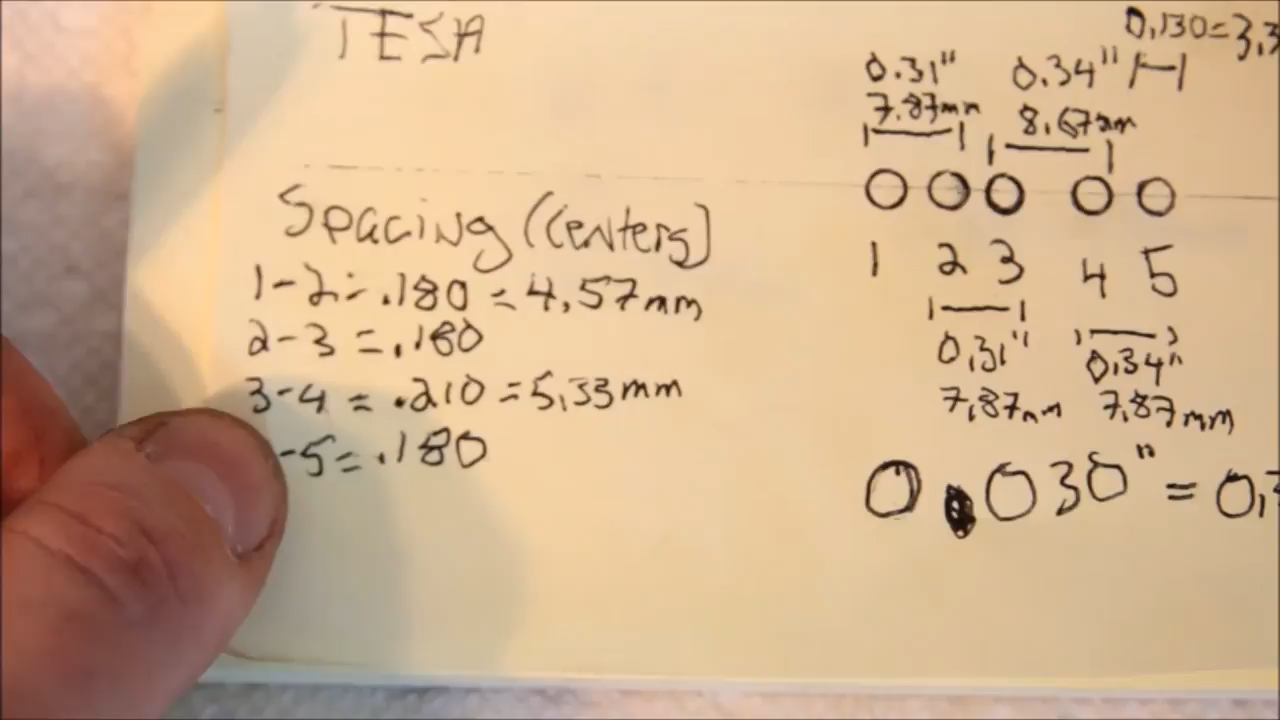 TESA
0,130=3,3
0.31" 0.34"
7.87mm 8,67mm
Spacing (centers)
1-2=.180 = 4,57mm
2-3 =.180
3-4 = .210 = 5,33mm
-5=.180
1 2 3 4 5
0,31" 0.34"
7,87mm 7,87mm
0.030" = 0,3